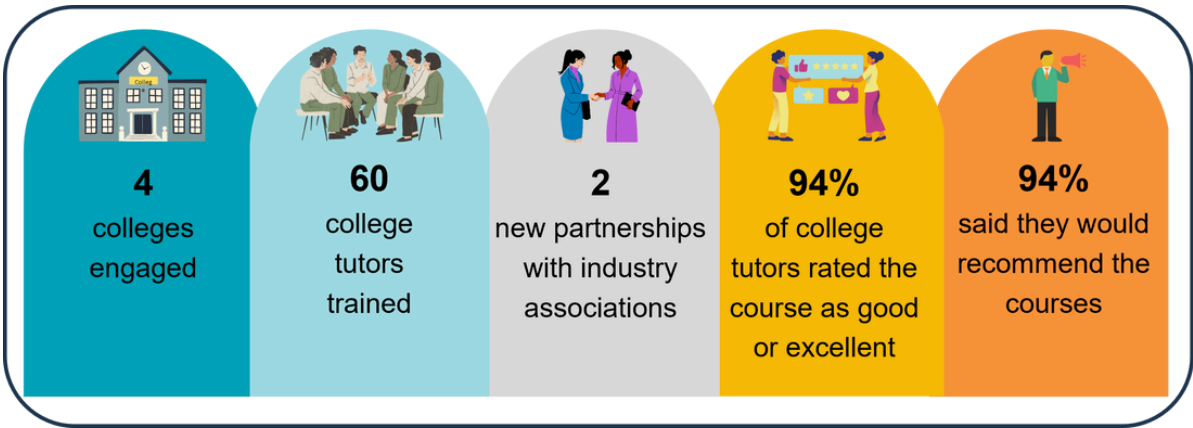 Colleg
4
colleges
engaged
60
college
tutors
trained
2
new partnerships
with industry
associations
94%
of college
tutors rated the
course as good
or excellent
94%
said they would
recommend the
courses